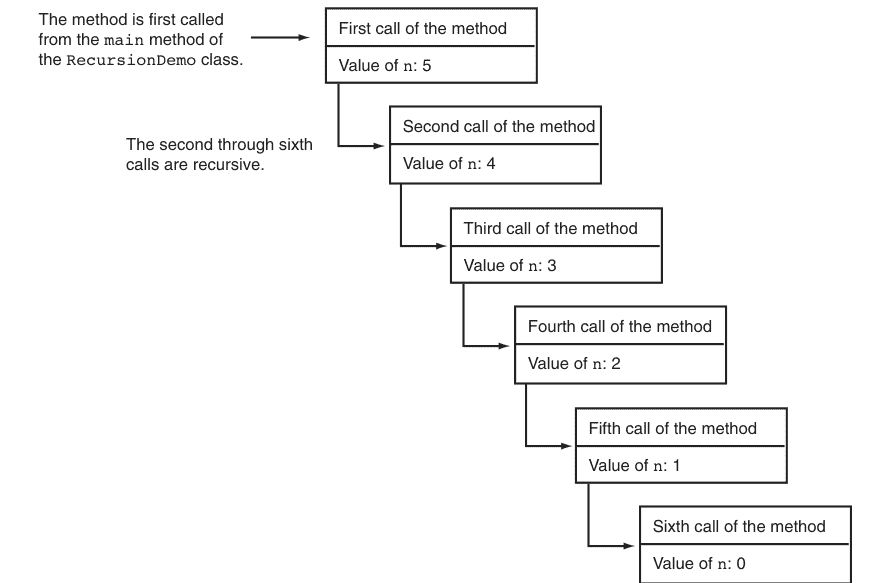 The method is first called
from the main method of
the RecursionDemo class.
First call of the method
Value of n: 5
The second through sixth
calls are recursive.
Second call of the method
Value of n: 4
Third call of the method
Value of n: 3
Fourth call of the method
Value of n: 2
Fifth call of the method
Value of n: 1
Sixth call of the method
Value of n: 0